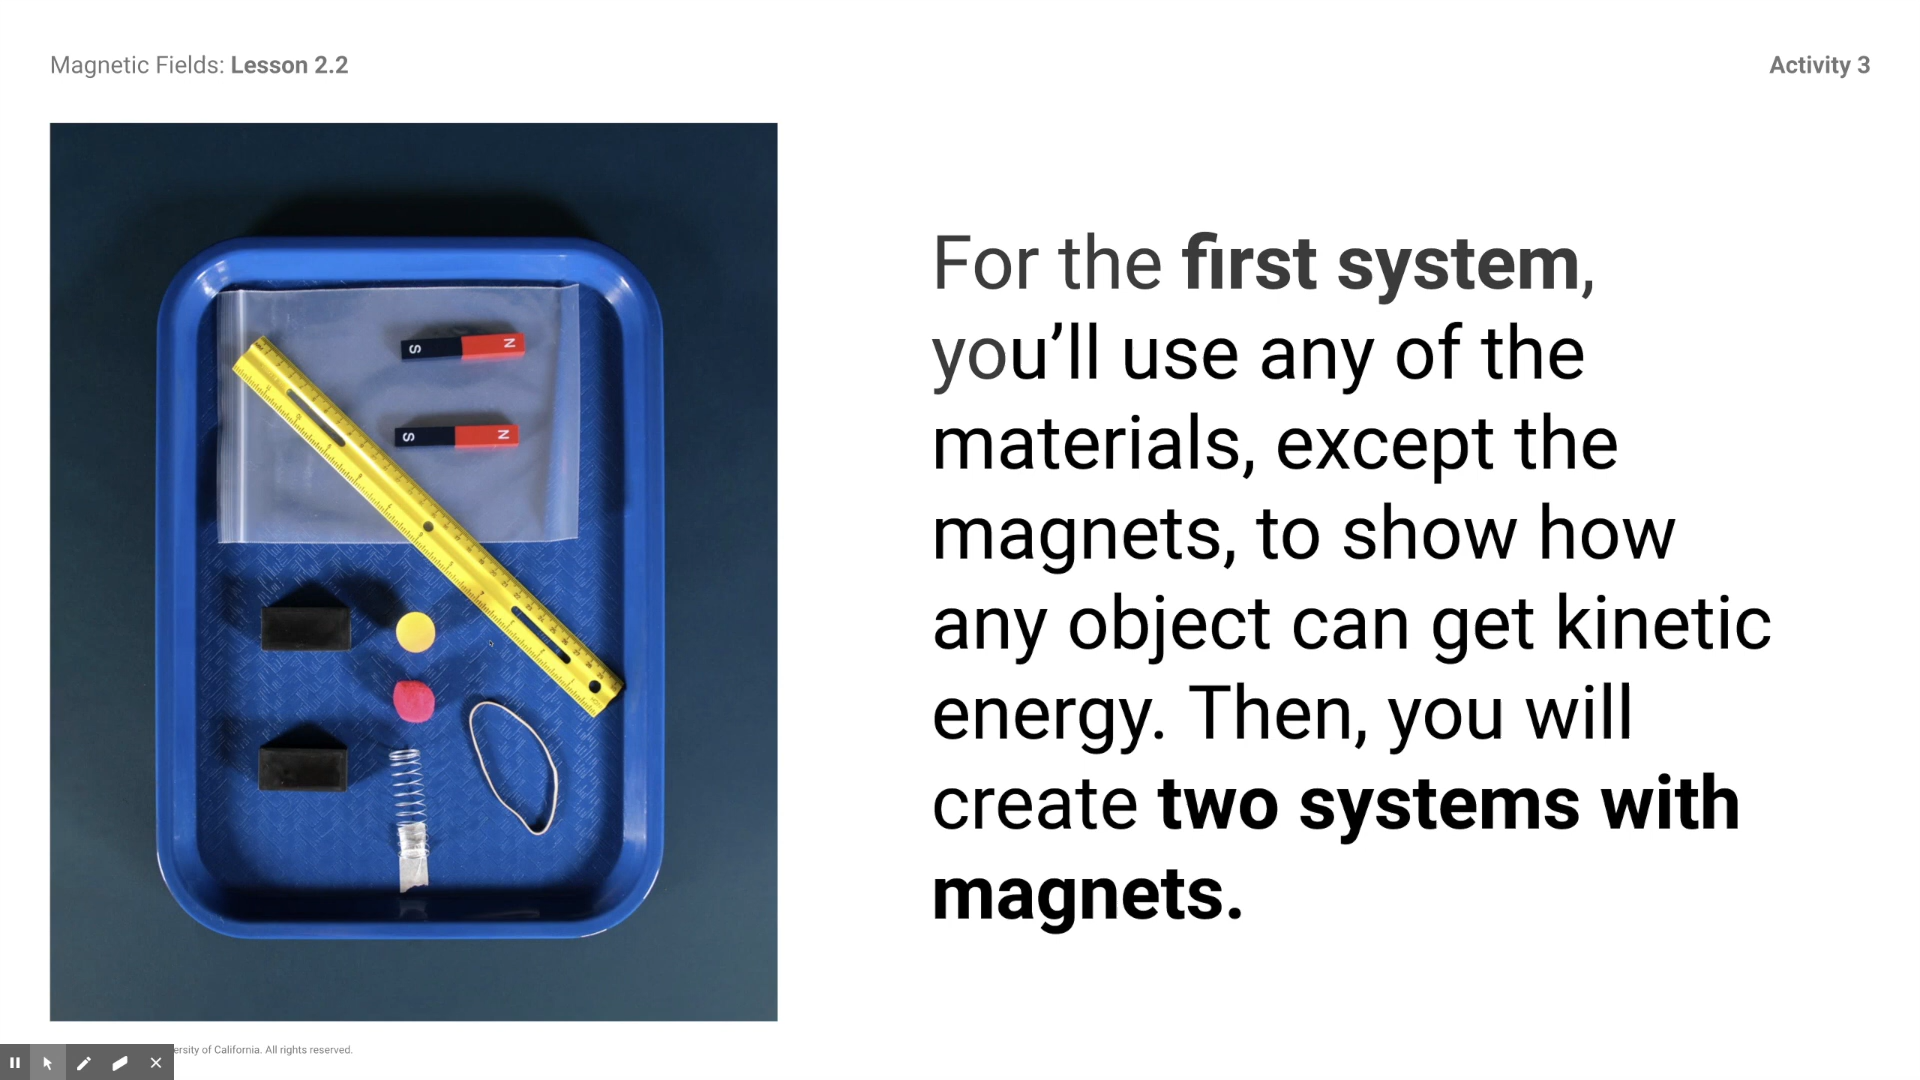 Magnetic Fields: Lesson 2.2
Activity 3
S N
S N
For the first system,
you’ll use any of the
materials, except the
magnets, to show how
any object can get kinetic
energy. Then, you will
create two systems with
magnets.
ersity of California. All rights reserved.